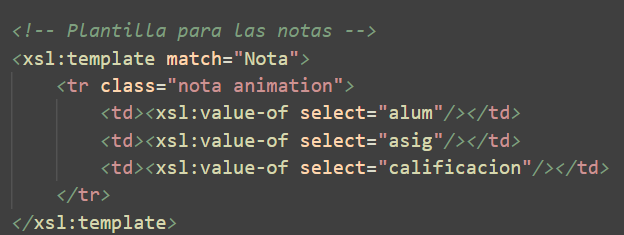 <!-- Plantilla para las notas -->
<xsl:template match="Nota">
    <tr class="nota animation">
        <td><xsl:value-of select="alum"/></td>
        <td><xsl:value-of select="asig"/></td>
        <td><xsl:value-of select="calificacion"/></td>
    </tr>
</xsl:template>